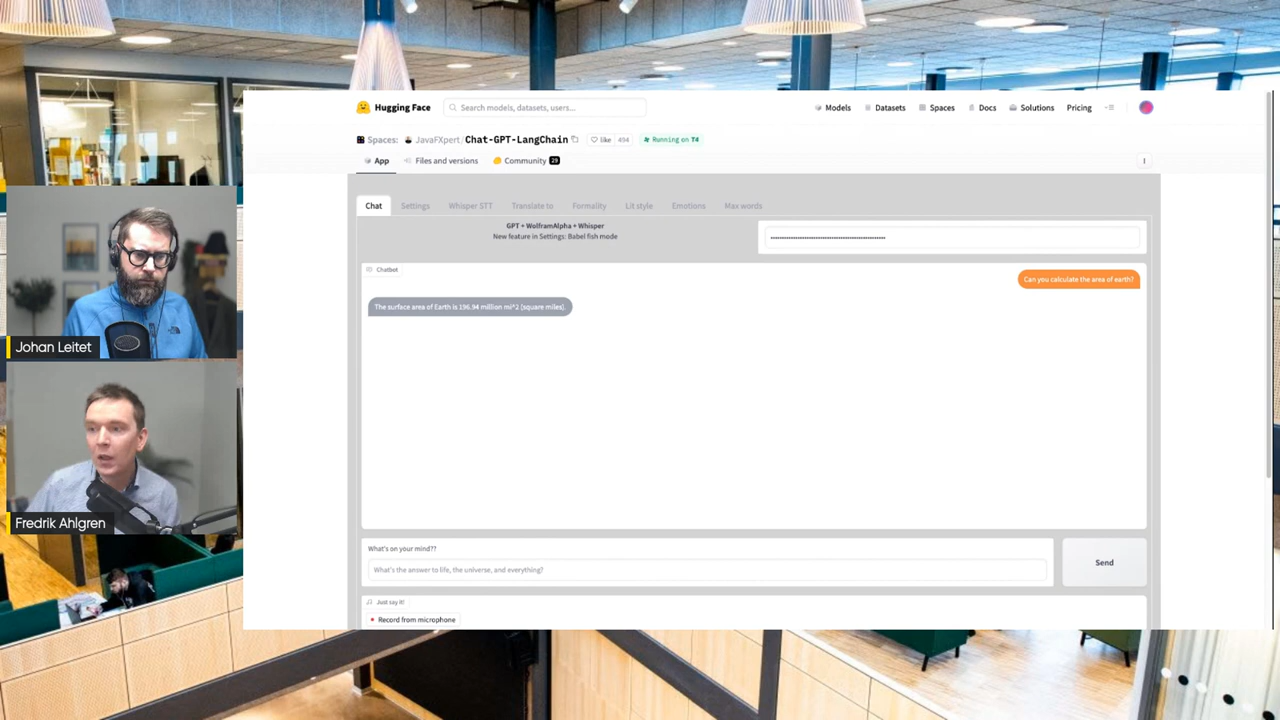 Hugging Face
Search models, datasets, users...
Models
Datasets
Spaces
Docs
Solutions
Pricing
Spaces:
JavaFXpert/Chat-GPT-LangChain
like
494
Running on T4
App
Files and versions
Community 29
Chat
Settings
Whisper STT
Translate to
Formality
Lit style
Emotions
Max words
GPT + WolframAlpha + Whisper
New feature in Settings: Babel fish mode
Chatbot
Can you calculate the area of earth?
The surface area of Earth is 196.94 million mi^2 (square miles).
Johan Leitet
Fredrik Ahlgren
What's on your mind??
What's the answer to life, the universe, and everything?
Send
Just say it!
Record from microphone